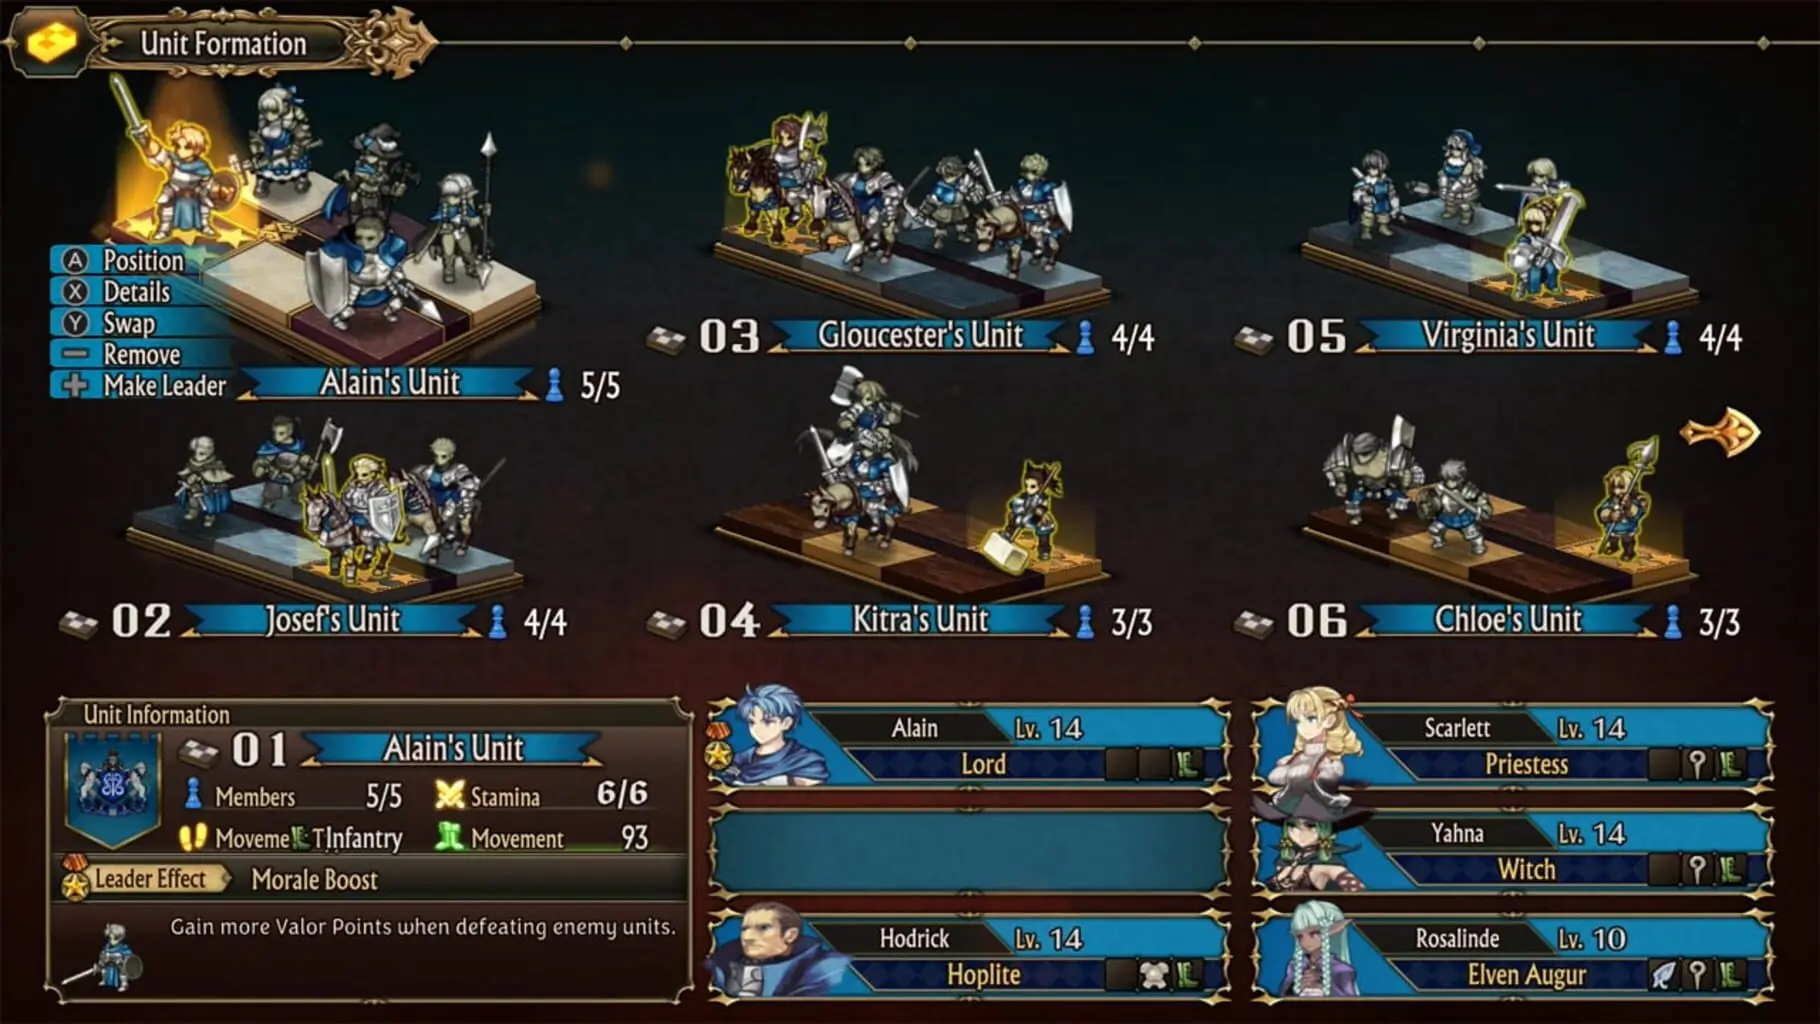 Unit Formation
A Position
X Details
Y Swap
Remove
Make Leader
Alain's Unit 5/5
03 Gloucester's Unit 4/4
05 Virginia's Unit 4/4
02 Josef's Unit 4/4
04 Kitra's Unit 3/3
06 Chloe's Unit 3/3
Unit Information
01 Alain's Unit
Members 5/5 Stamina 6/6
Moveme TInfantry Movement 93
Leader Effect Morale Boost
Gain more Valor Points when defeating enemy units.
Alain Lv. 14
Lord
Hodrick Lv. 14
Hoplite
Scarlett Lv. 14
Priestess
Yahna Lv. 14
Witch
Rosalinde Lv. 10
Elven Augur